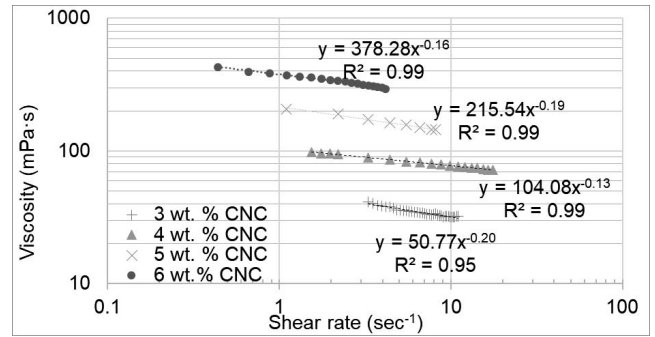 1000
y = 378.28x^-0.16
R² = 0.99
y = 215.54x^-0.19
R² = 0.99
100
y = 104.08x^-0.13
R² = 0.99
Viscosity (mPa·s)
3 wt. % CNC
4 wt. % CNC
5 wt. % CNC
6 wt.% CNC
y = 50.77x^-0.20
R² = 0.95
10
0.1
1
10
100
Shear rate (sec⁻¹)